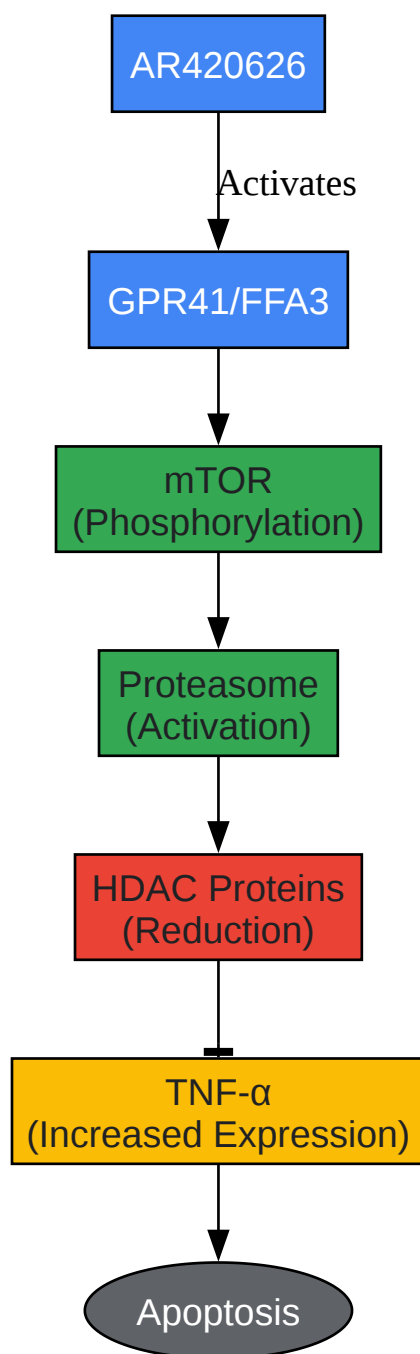 AR420626
Activates
GPR41/FFA3
mTOR
(Phosphorylation)
Proteasome
(Activation)
HDAC Proteins
(Reduction)
TNF-α
(Increased Expression)
Apoptosis